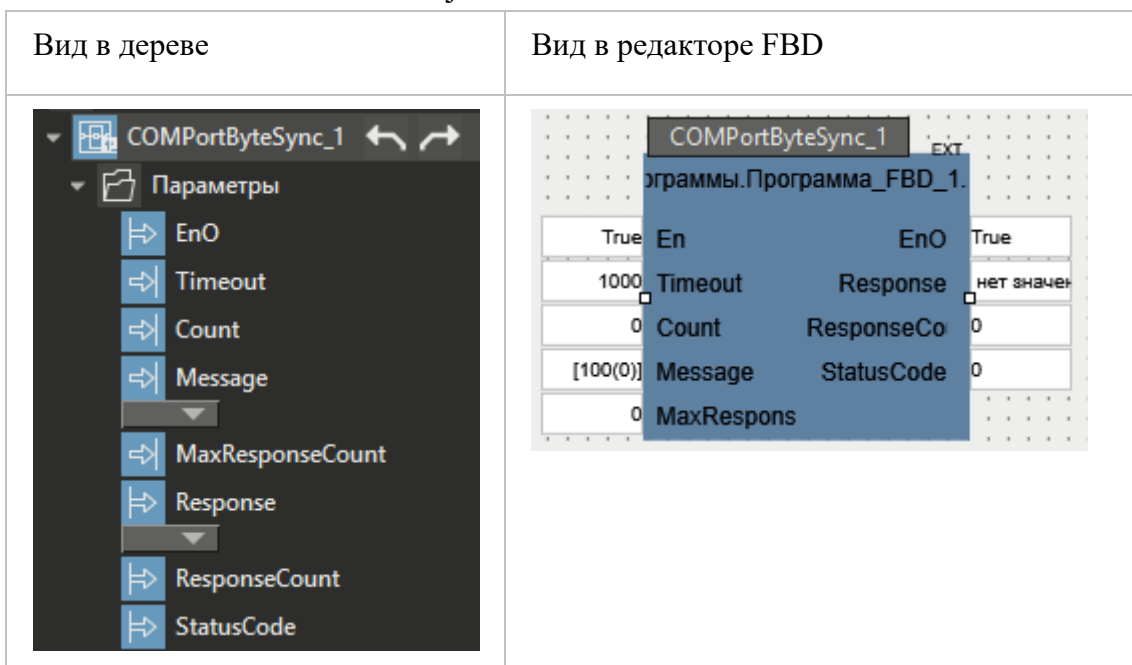 Вид в дереве
Вид в редакторе FBD
COMPortByteSync_1
Параметры
EnO
Timeout
Count
Message
MaxResponseCount
Response
ResponseCount
StatusCode
COMPortByteSync_1
EXT
ограммы.Программа_FBD_1.
True En EnO True
1000 Timeout Response нет значен
0 Count ResponseCo 0
[100(0)] Message StatusCode 0
0 MaxRespons